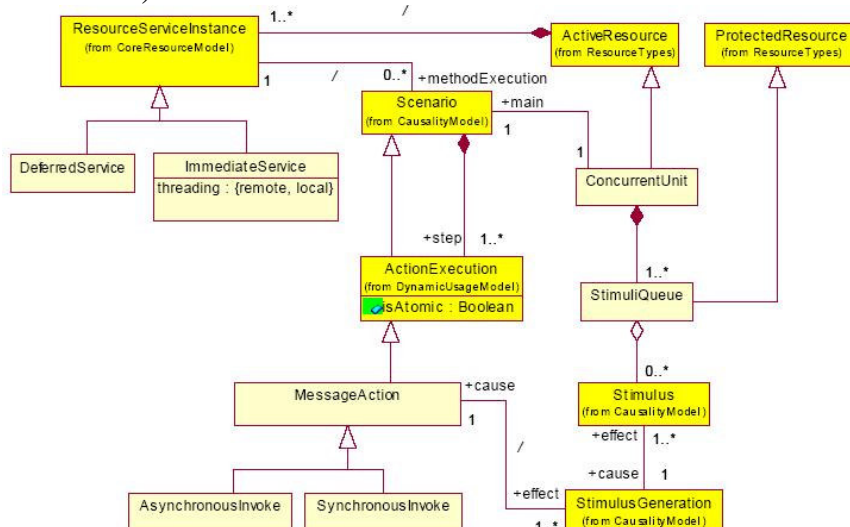 1..*
/
ResourceServiceInstance
(from CoreResourceModel)
ActiveResource
(from ResourceTypes)
ProtectedResource
(from ResourceTypes)
1
/
0..*
+methodExecution
Scenario
(from CausalityModel)
+main
1
DeferredService
ImmediateService
threading : {remote, local}
1
ConcurrentUnit
+step
1..*
1..*
ActionExecution
(from DynamicUsageModel)
isAtomic : Boolean
StimuliQueue
0..*
MessageAction
+cause
1
Stimulus
(from CausalityModel)
+effect
1..*
/
+cause
1
AsynchronousInvoke
SynchronousInvoke
+effect
1..*
StimulusGeneration
(from CausalityModel)